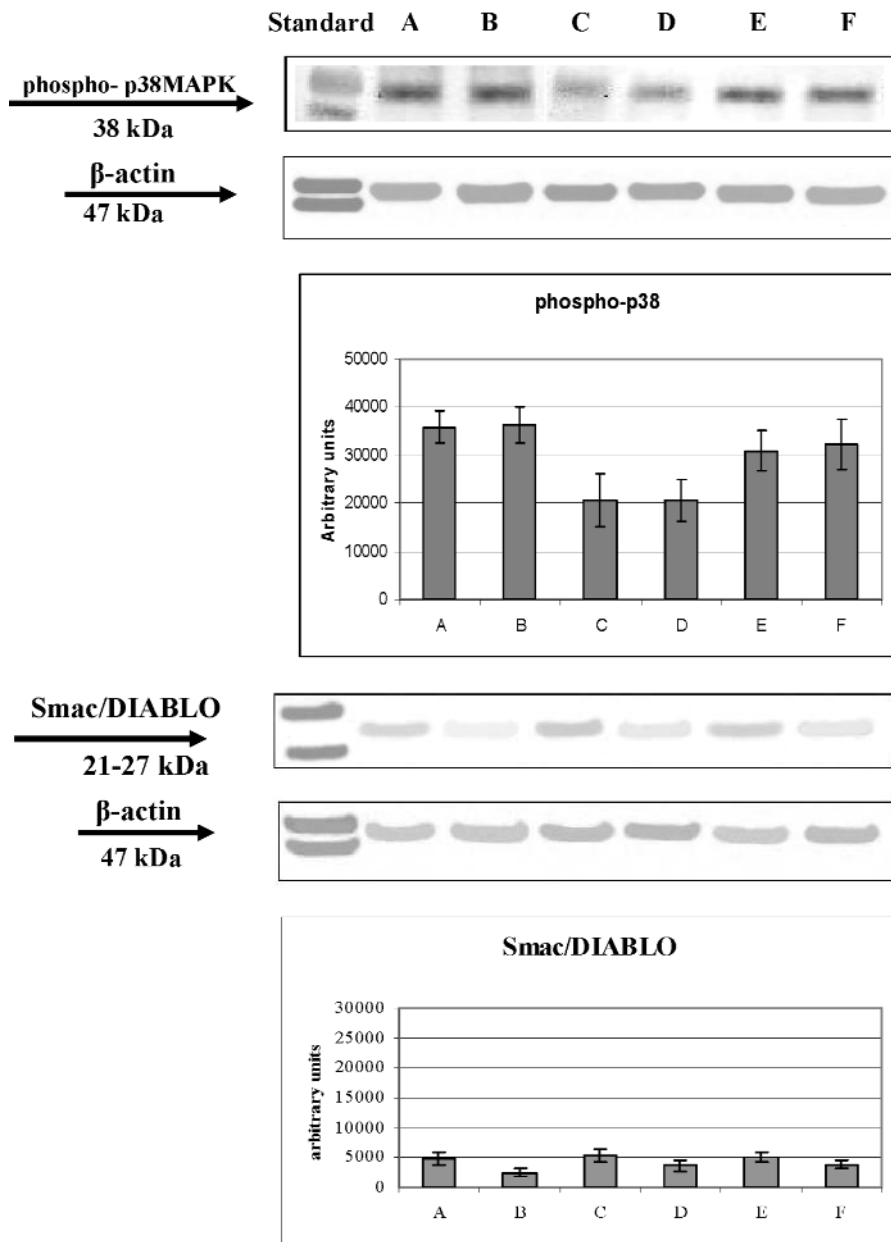 Standard A B C D E F
phospho- p38MAPK
38 kDa
β-actin
47 kDa
phospho-p38
50000
40000
30000
20000
10000
0
Arbitrary units
A B C D E F
Smac/DIABLO
21-27 kDa
β-actin
47 kDa
Smac/DIABLO
30000
25000
20000
15000
10000
5000
0
arbitrary units
A B C D E F